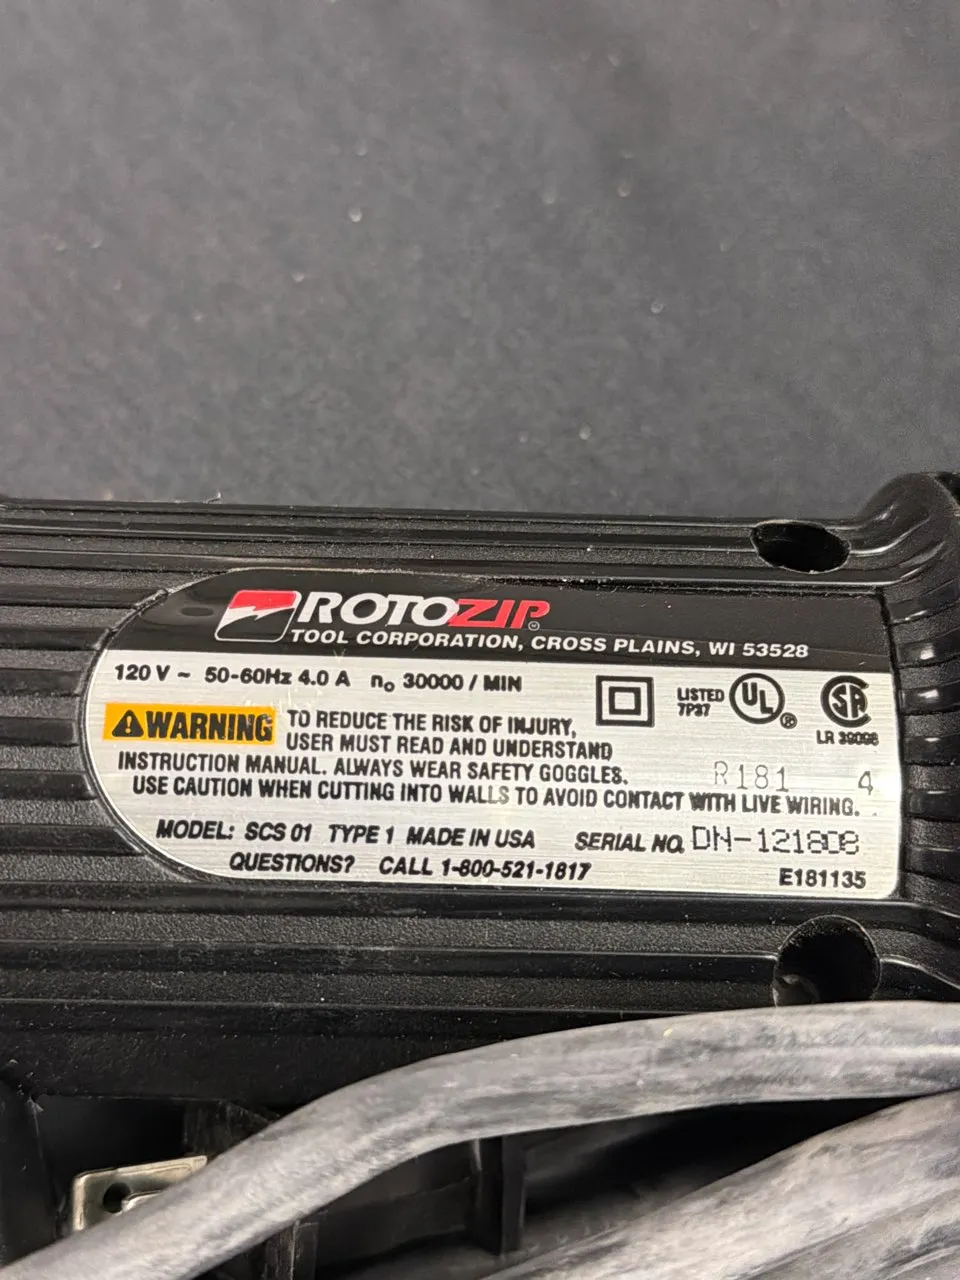 ROTOZIP®
TOOL CORPORATION, CROSS PLAINS, WI 53528
120 V ~ 50-60Hz 4.0 A n₀ 30000 / MIN
LISTED
7P37
UL ®
SA
LR 39098
WARNING TO REDUCE THE RISK OF INJURY,
USER MUST READ AND UNDERSTAND
INSTRUCTION MANUAL. ALWAYS WEAR SAFETY GOGGLES.
R181 4
USE CAUTION WHEN CUTTING INTO WALLS TO AVOID CONTACT WITH LIVE WIRING.
MODEL: SCS 01 TYPE 1 MADE IN USA SERIAL NO. DN-121808
QUESTIONS? CALL 1-800-521-1817
E181135